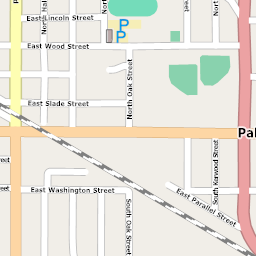 East Lincoln Street
P
P
East Wood Street
North Oak Street
East Slade Street
Pal
South Karwood Street
East Washington Street
East Parallel Street
South Oak Street